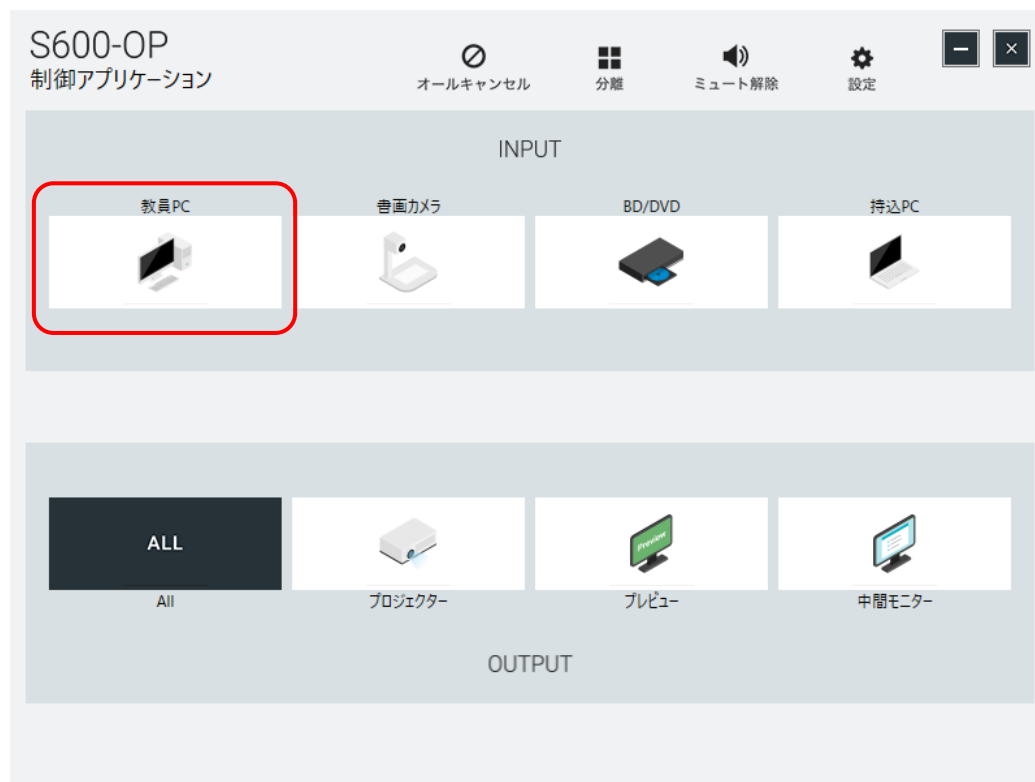 S600-OP
制御アプリケーション
オールキャンセル
分離
ミュート解除
設定
INPUT
教員PC
書画カメラ
BD/DVD
持込PC
ALL
Preview
All
プロジェクター
プレビュー
中間モニター
OUTPUT